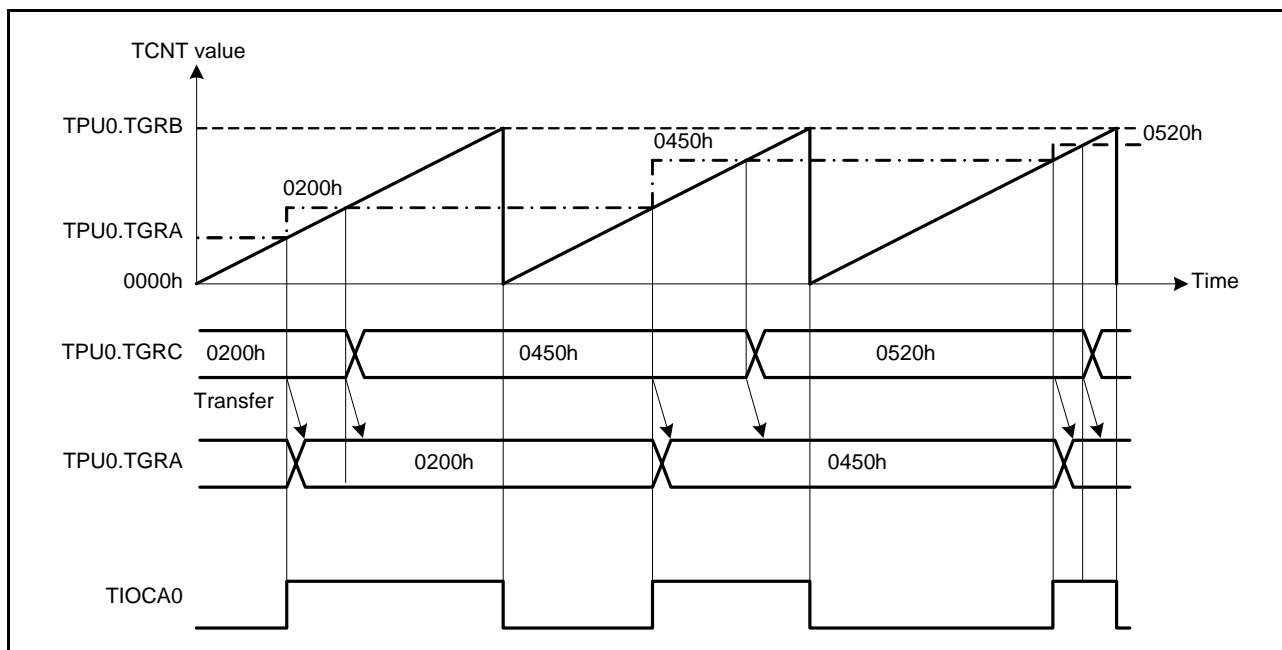 TCNT value
TPU0.TGRB
0520h
0450h
0200h
TPU0.TGRA
0000h
Time
TPU0.TGRC
0200h
0450h
0520h
Transfer
TPU0.TGRA
0200h
0450h
TIOCA0